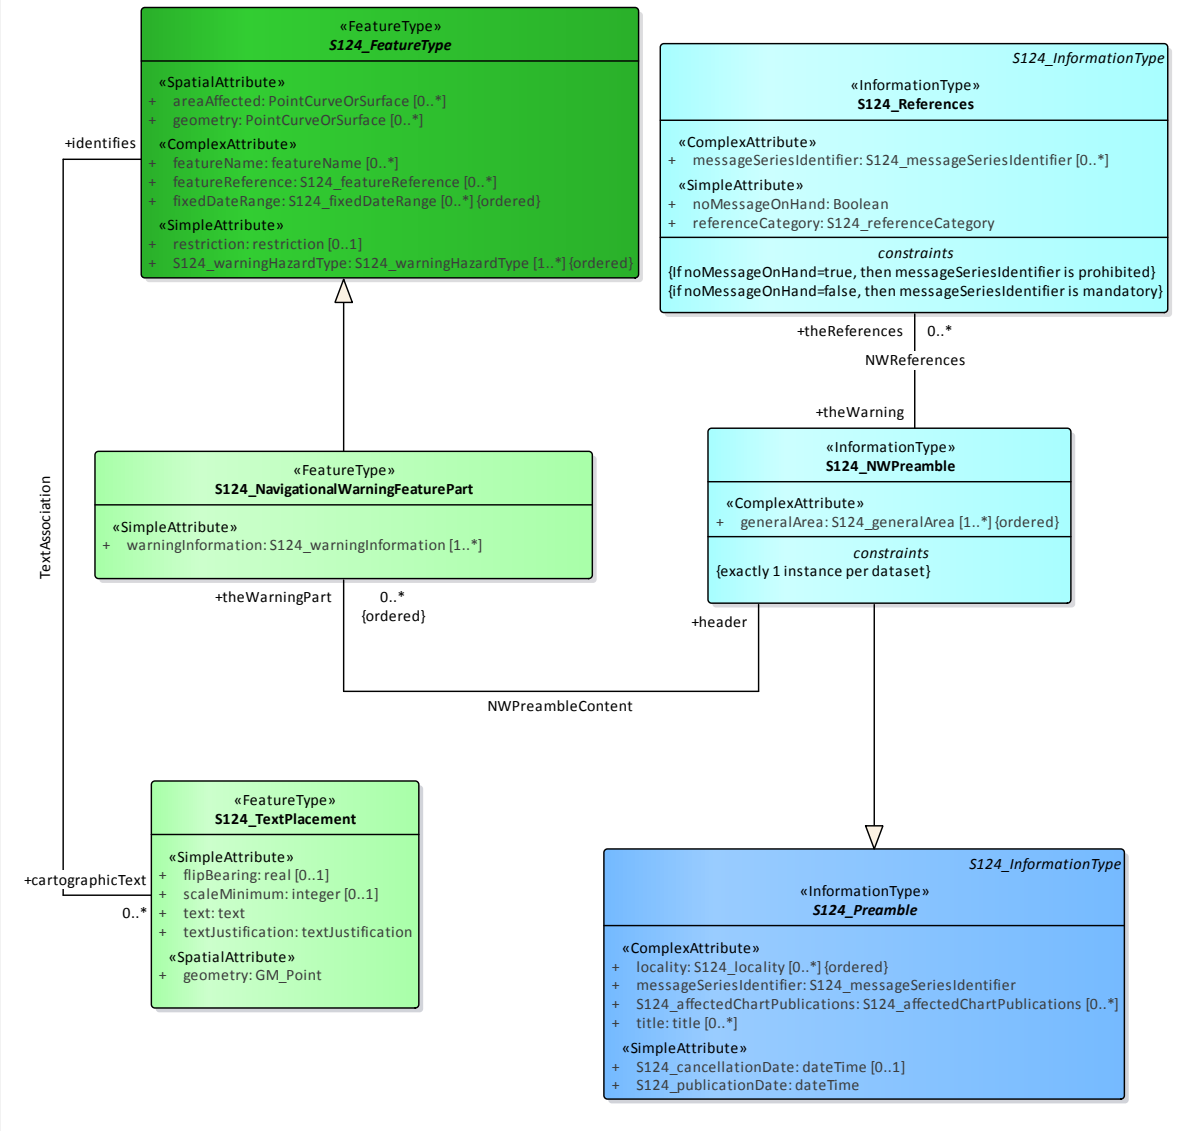 «FeatureType»
S124_FeatureType
«SpatialAttribute»
+ areaAffected: PointCurveOrSurface [0..*]
+ geometry: PointCurveOrSurface [0..*]
«ComplexAttribute»
+ featureName: featureName [0..*]
+ featureReference: S124_featureReference [0..*]
+ fixedDateRange: S124_fixedDateRange [0..*] {ordered}
«SimpleAttribute»
+ restriction: restriction [0..1]
+ S124_warningHazardType: S124_warningHazardType [1..*] {ordered}
S124_InformationType
«InformationType»
S124_References
«ComplexAttribute»
+ messageSeriesIdentifier: S124_messageSeriesIdentifier [0..*]
«SimpleAttribute»
+ noMessageOnHand: Boolean
+ referenceCategory: S124_referenceCategory
constraints
{If noMessageOnHand=true, then messageSeriesIdentifier is prohibited}
{if noMessageOnHand=false, then messageSeriesIdentifier is mandatory}
+identifies
+theReferences 0..*
NWReferences
+theWarning
«InformationType»
S124_NWPreamble
«ComplexAttribute»
+ generalArea: S124_generalArea [1..*] {ordered}
constraints
{exactly 1 instance per dataset}
«FeatureType»
S124_NavigationalWarningFeaturePart
«SimpleAttribute»
+ warningInformation: S124_warningInformation [1..*]
TextAssociation
+theWarningPart 0..*
{ordered}
+header
NWPreambleContent
«FeatureType»
S124_TextPlacement
«SimpleAttribute»
+ flipBearing: real [0..1]
+ scaleMinimum: integer [0..1]
+ text: text
+ textJustification: textJustification
«SpatialAttribute»
+ geometry: GM_Point
+cartographicText
0..*
S124_InformationType
«InformationType»
S124_Preamble
«ComplexAttribute»
+ locality: S124_locality [0..*] {ordered}
+ messageSeriesIdentifier: S124_messageSeriesIdentifier
+ S124_affectedChartPublications: S124_affectedChartPublications [0..*]
+ title: title [0..*]
«SimpleAttribute»
+ S124_cancellationDate: dateTime [0..1]
+ S124_publicationDate: dateTime